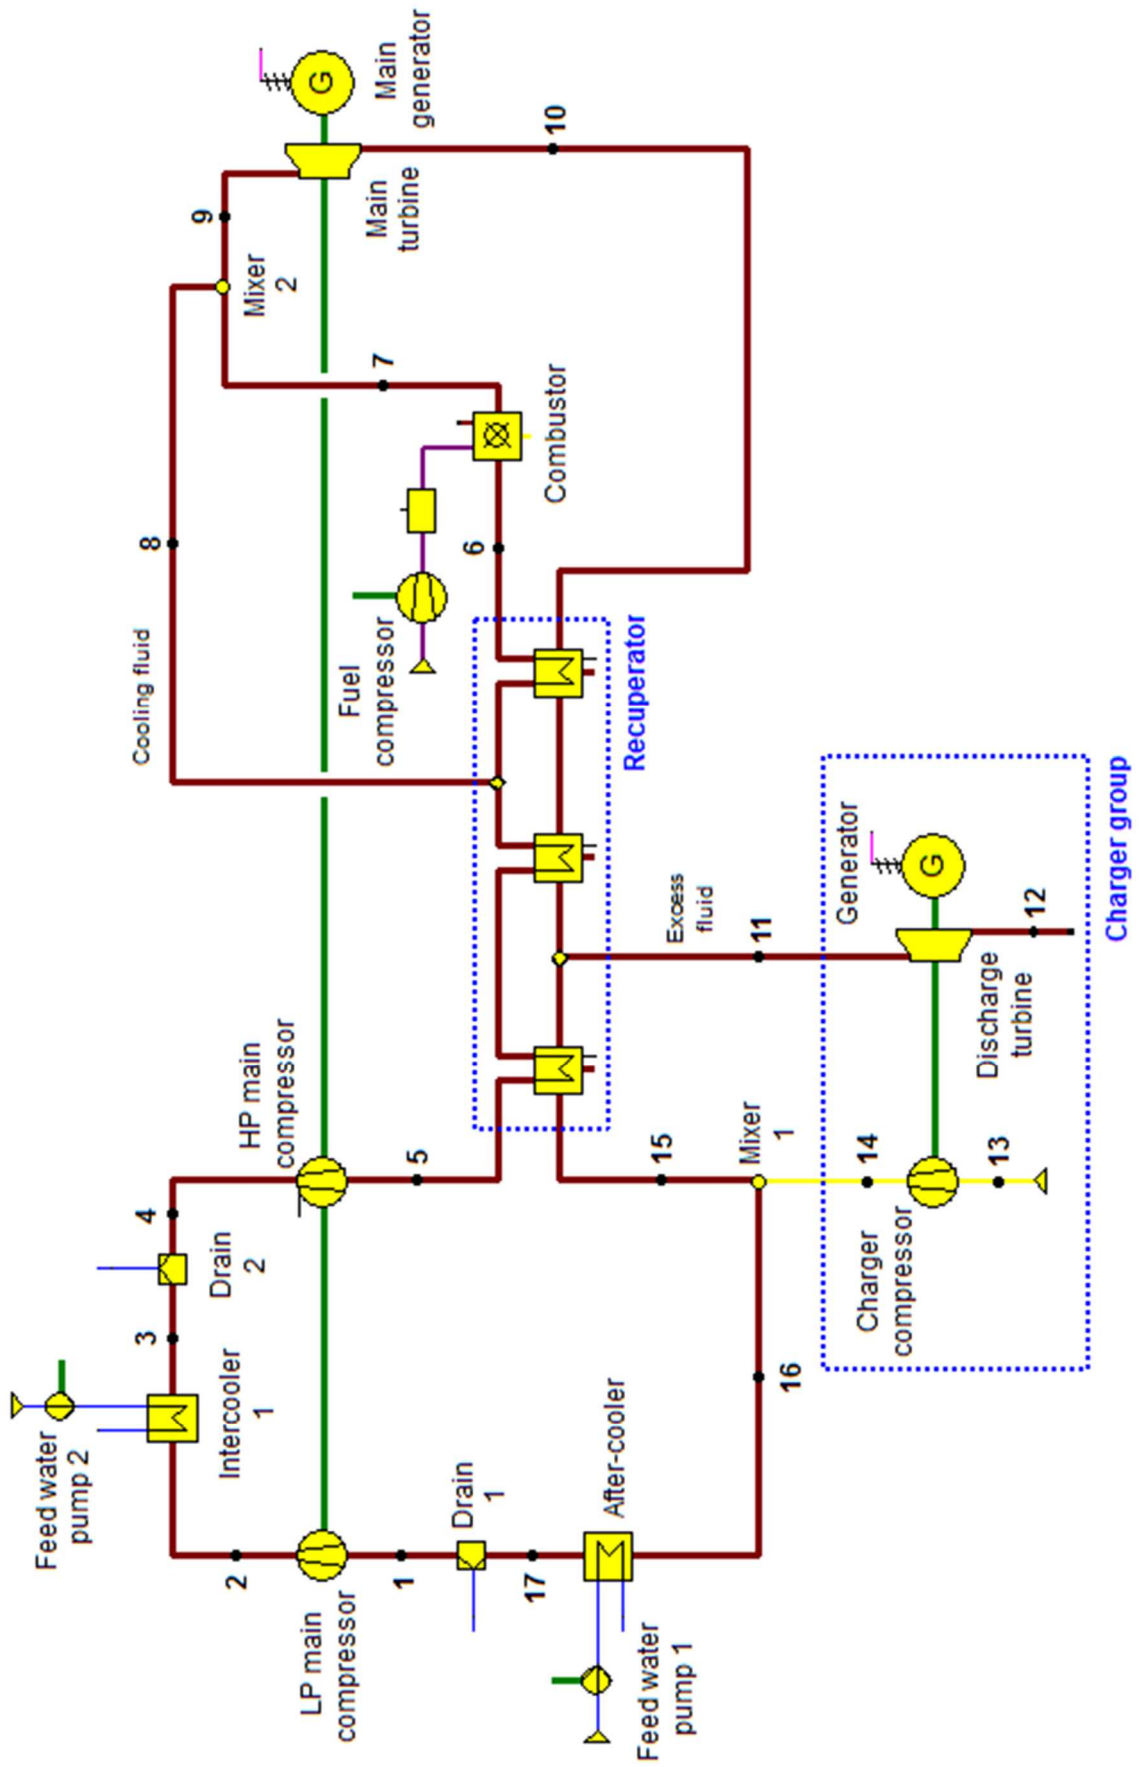 Feed water
pump 2
Intercooler
1
3
Drain
2
4
HP main
compressor
2
LP main
compressor
1
Drain
1
17
After-cooler
Feed water
pump 1
16
5
15
Mixer
1
14
13
Charger
compressor
Discharge
turbine
12
Generator
G
Charger group
Excess
fluid
11
Recuperator
Cooling fluid
8
Fuel
compressor
6
Combustor
7
Mixer
2
9
Main
turbine
10
G
Main
generator